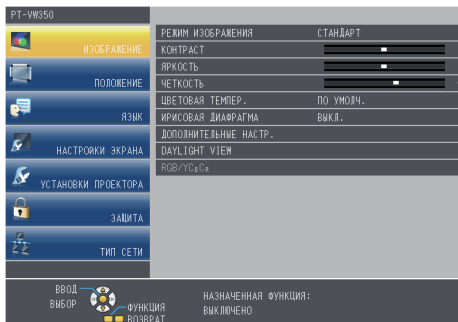 PT-VW350
ИЗОБРАЖЕНИЕ
ПОЛОЖЕНИЕ
ЯЗЫК
НАСТРОЙКИ ЭКРАНА
УСТАНОВКИ ПРОЕКТОРА
ЗАЩИТА
ТИП СЕТИ
РЕЖИМ ИЗОБРАЖЕНИЯ СТАНДАРТ
КОНТРАСТ
ЯРКОСТЬ
ЧЕТКОСТЬ
ЦВЕТОВАЯ ТЕМПЕР. ПО УМОЛЧ.
ИРИСОВАЯ ДИАФРАГМА ВЫКЛ.
ДОПОЛНИТЕЛЬНЫЕ НАСТР.
DAYLIGHT VIEW
RGB/YCBCR
ВВОД
ВЫБОР
ФУНКЦИЯ
ВОЗВРАТ
НАЗНАЧЕННАЯ ФУНКЦИЯ:
ВЫКЛЮЧЕНО